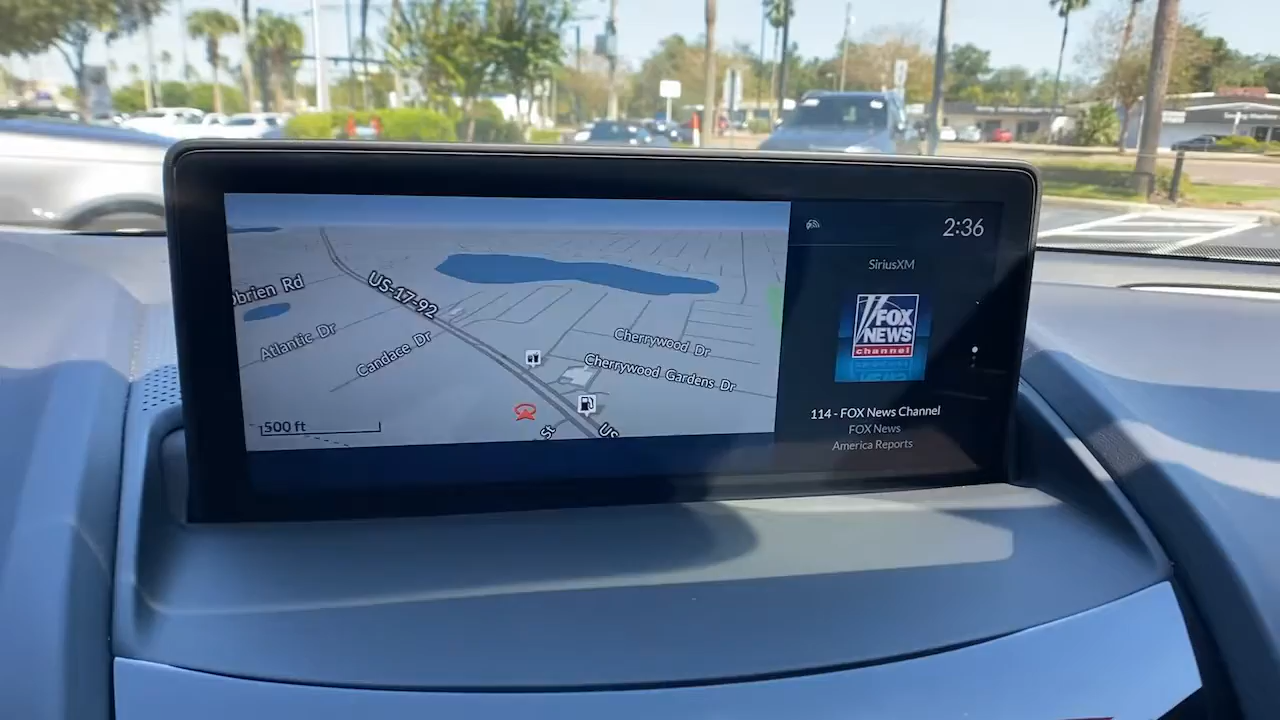 2:36
SiriusXM
FOX
NEWS
channel
114 - FOX News Channel
FOX News
America Reports
obrien Rd
US-17-92
Atlantic Dr
Candace Dr
Cherrywood Dr
Cherrywood Gardens Dr
500 ft
St
US